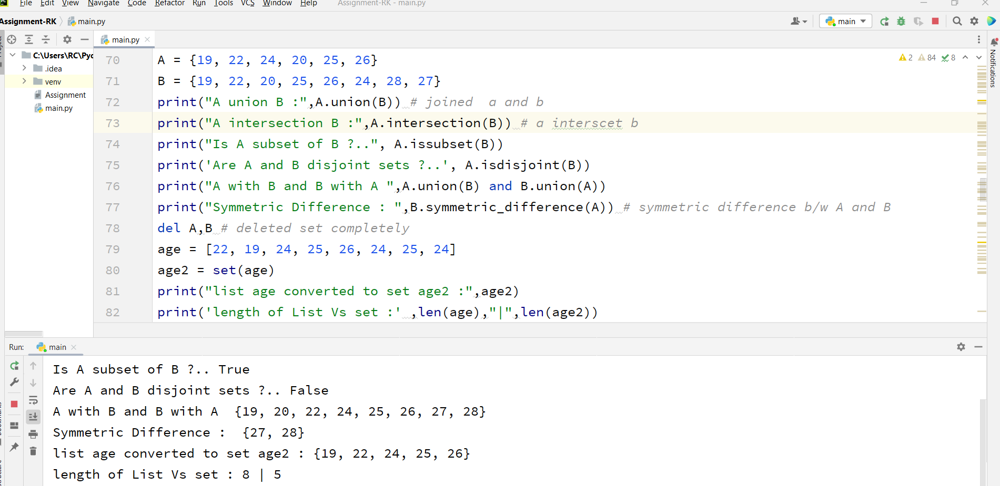 File Edit View Navigate Code Refactor Run Tools VCS Window Help Assignment-RK - main.py
Assignment-RK main.py main
main.py
C:\Users\RC\Pyc
.idea
venv
Assignment
main.py
2 84 8
Notifications
70 A = {19, 22, 24, 20, 25, 26}
71 B = {19, 22, 20, 25, 26, 24, 28, 27}
72 print("A union B :",A.union(B)) # joined  a and b
73 print("A intersection B :",A.intersection(B)) # a interscet b
74 print("Is A subset of B ?..", A.issubset(B))
75 print('Are A and B disjoint sets ?..', A.isdisjoint(B))
76 print("A with B and B with A ",A.union(B) and B.union(A))
77 print("Symmetric Difference : ",B.symmetric_difference(A)) # symmetric difference b/w A and B
78 del A,B # deleted set completely
79 age = [22, 19, 24, 25, 26, 24, 25, 24]
80 age2 = set(age)
81 print("list age converted to set age2 :",age2)
82 print('length of List Vs set :' ,len(age),"|",len(age2))
Run: main
Is A subset of B ?.. True
Are A and B disjoint sets ?.. False
A with B and B with A  {19, 20, 22, 24, 25, 26, 27, 28}
Symmetric Difference :  {27, 28}
list age converted to set age2 : {19, 22, 24, 25, 26}
length of List Vs set : 8 | 5